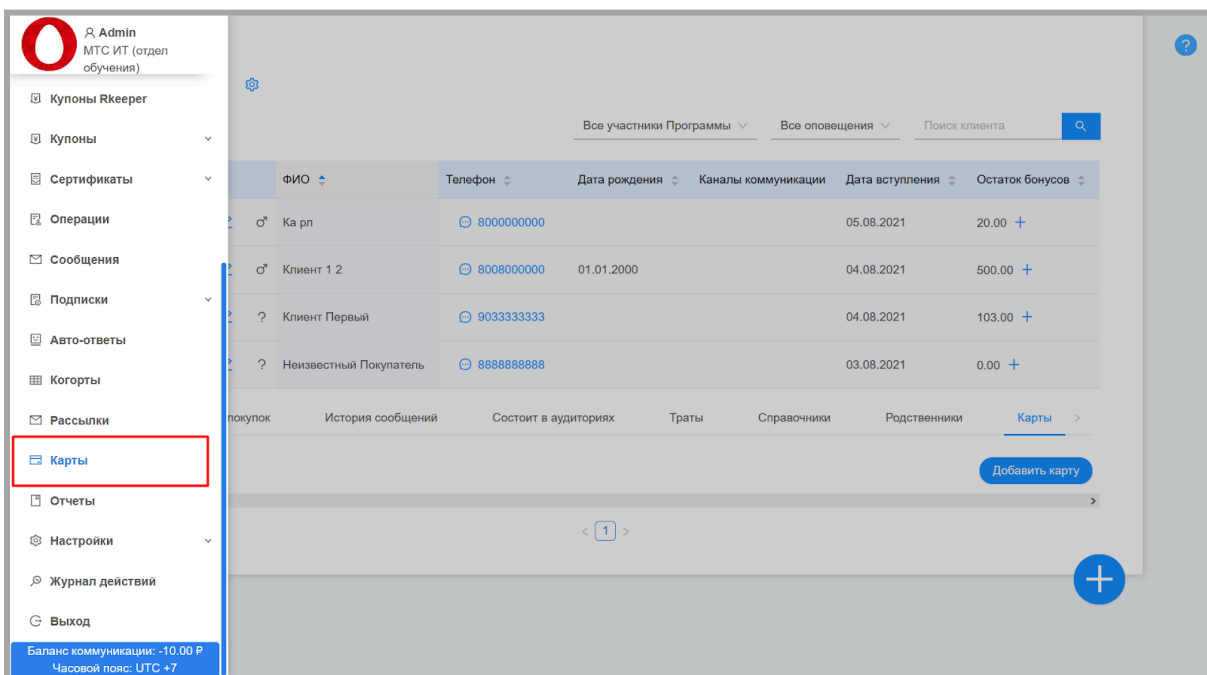 Admin
МТС ИТ (отдел
обучения)
Купоны Rkeeper
Купоны
Сертификаты
Операции
Сообщения
Подписки
Авто-ответы
Когорты
Рассылки
Карты
Отчеты
Настройки
Журнал действий
Выход
Баланс коммуникации: -10.00 ₽
Часовой пояс: UTC +7
?
Все участники Программы Все оповещения Поиск клиента
ФИО Телефон Дата рождения Каналы коммуникации Дата вступления Остаток бонусов
Ка рл 8000000000 05.08.2021 20.00 +
Клиент 1 2 8008000000 01.01.2000 04.08.2021 500.00 +
? Клиент Первый 9033333333 04.08.2021 103.00 +
? Неизвестный Покупатель 8888888888 03.08.2021 0.00 +
покупок История сообщений Состоит в аудиториях Траты Справочники Родственники Карты >
Добавить карту
< 1 >
+